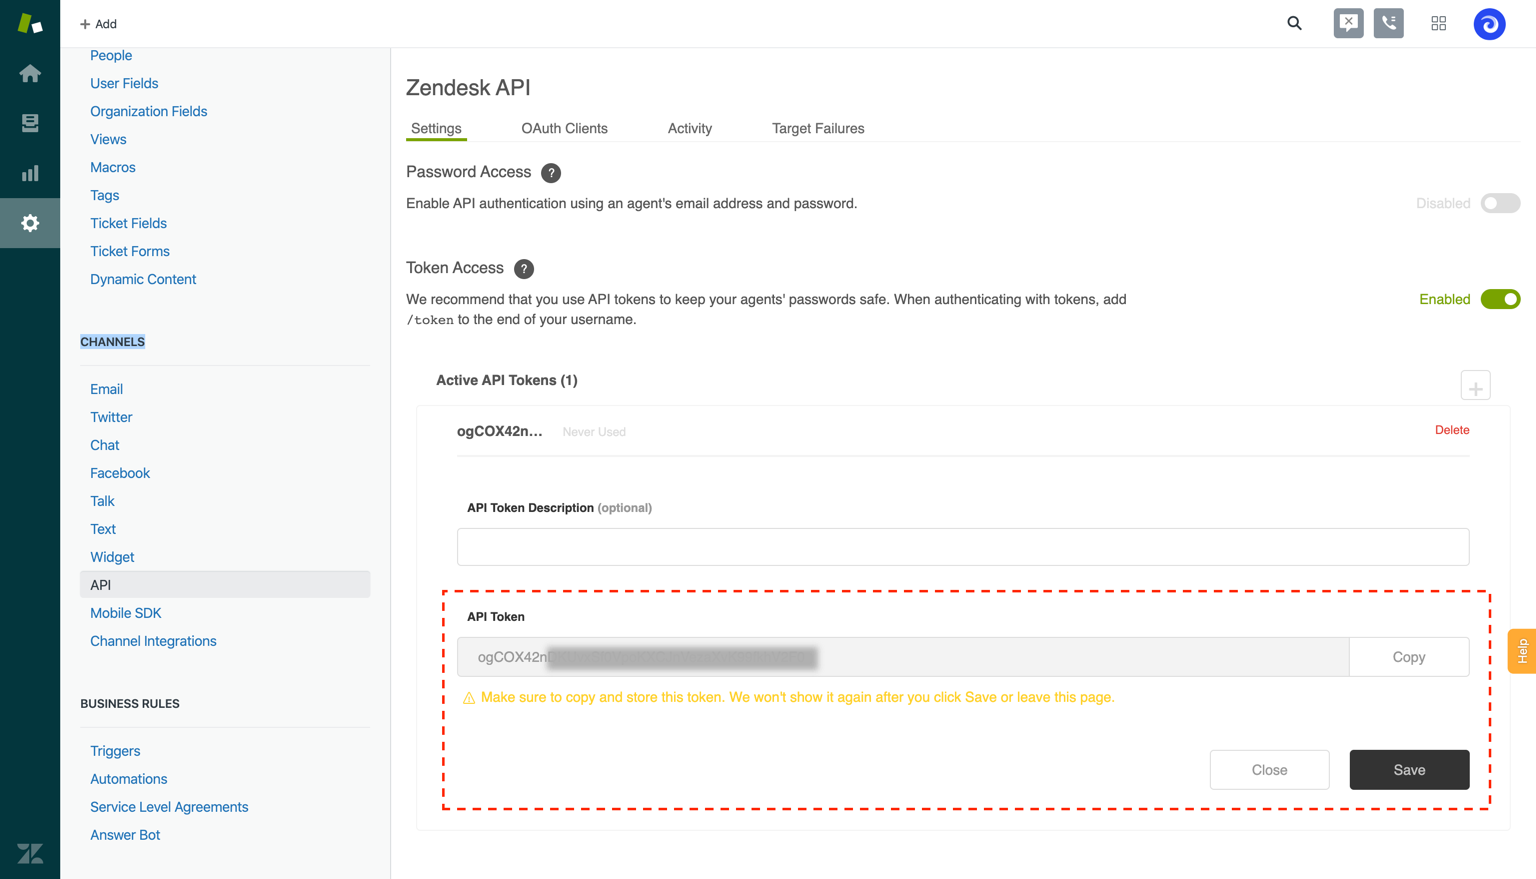 Add
People
User Fields
Organization Fields
Views
Macros
Tags
Ticket Fields
Ticket Forms
Dynamic Content
CHANNELS
Email
Twitter
Chat
Facebook
Talk
Text
Widget
API
Mobile SDK
Channel Integrations
BUSINESS RULES
Triggers
Automations
Service Level Agreements
Answer Bot
Zendesk API
Settings OAuth Clients Activity Target Failures
Password Access ?
Enable API authentication using an agent's email address and password.
Disabled
Token Access ?
We recommend that you use API tokens to keep your agents' passwords safe. When authenticating with tokens, add
/token to the end of your username.
Enabled
Active API Tokens (1)
ogCOX42n... Never Used Delete
API Token Description (optional)
API Token
ogCOX42n
Copy
Make sure to copy and store this token. We won't show it again after you click Save or leave this page.
Close Save
Help